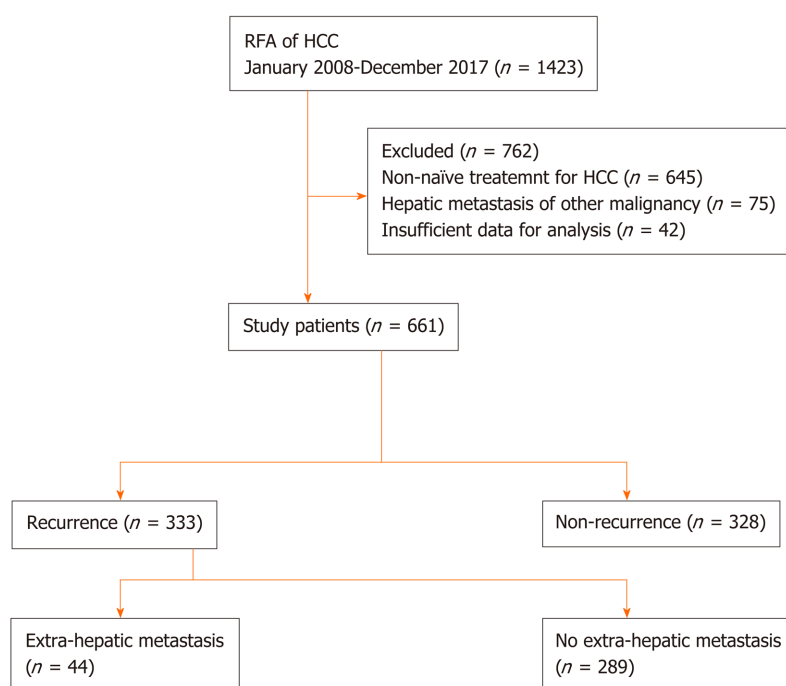 RFA of HCC
January 2008-December 2017 (n = 1423)
Excluded (n = 762)
Non-naïve treatemnt for HCC (n = 645)
Hepatic metastasis of other malignancy (n = 75)
Insufficient data for analysis (n = 42)
Study patients (n = 661)
Recurrence (n = 333)
Non-recurrence (n = 328)
Extra-hepatic metastasis
(n = 44)
No extra-hepatic metastasis
(n = 289)